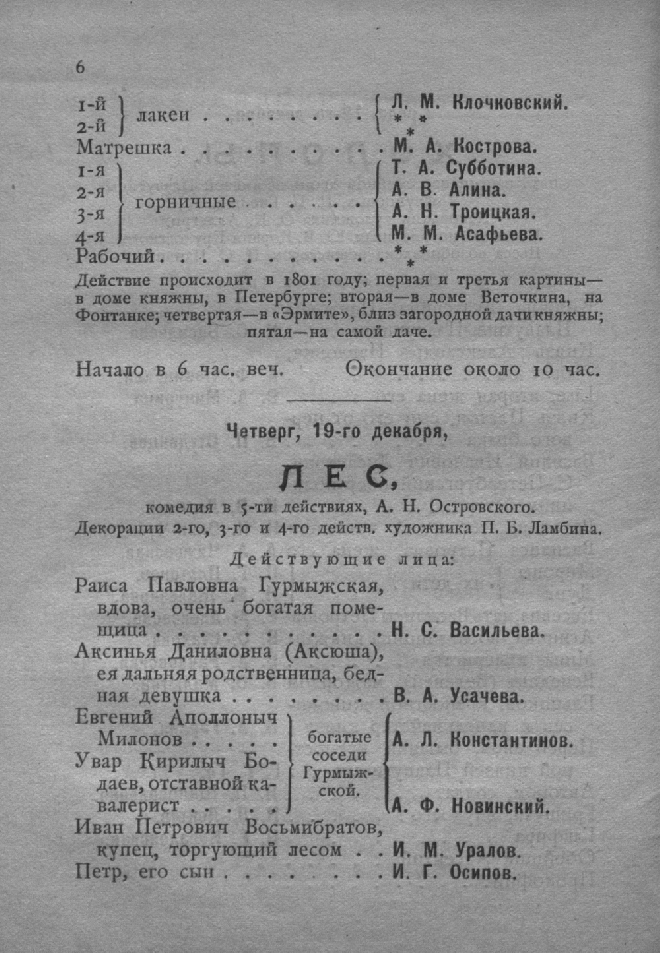 6
1-й } лакеи . . . . . . . . { Л. М. Клочковский.
2-й } { * * *
Матрешка . . . . . . . . . . . М. А. Кострова.
1-я } { Т. А. Субботина.
2-я } горничные . . . . . . { А. В. Алина.
3-я } { А. Н. Троицкая.
4-я } { М. М. Асафьева.
Рабочий . . . . . . . . . . . . * * *
Действие происходит в 1801 году; первая и третья картины—
в доме княжны, в Петербурге; вторая—в доме Веточкина, на
Фонтанке; четвертая—в «Эрмите», близ загородной дачи княжны;
пятая—на самой даче.
Начало в 6 час. веч. Окончание около 10 час.
Четверг, 19-го декабря,
ЛЕС,
комедия в 5-ти действиях, А. Н. Островского.
Декорации 2-го, 3-го и 4-го действ. художника П. Б. Ламбина.
Действующие лица:
Раиса Павловна Гурмыжская,
вдова, очень богатая поме-
щица . . . . . . . . . . . . Н. С. Васильева.
Аксинья Даниловна (Аксюша),
ея дальняя родственница, бед-
ная девушка . . . . . . . . В. А. Усачева.
Евгений Аполлоныч
Милонов . . . . . } богатые { А. Л. Константинов.
Увар Кирилыч Бо- соседи
даев, отставной ка- Гурмыж-
валерист . . . . . } ской. { А. Ф. Новинский.
Иван Петрович Восьмибратов,
купец, торгующий лесом . . И. М. Уралов.
Петр, его сын . . . . . . . . И. Г. Осипов.